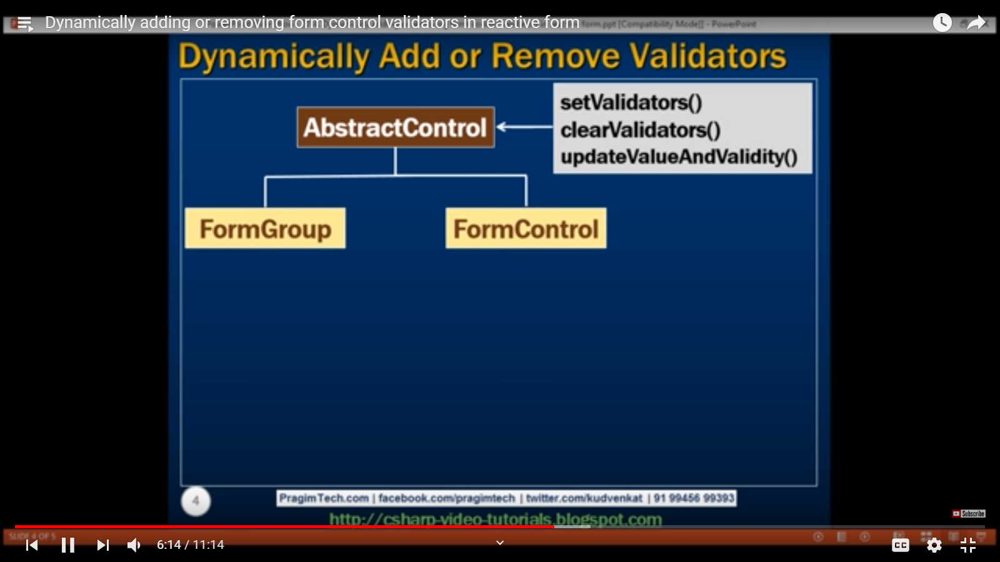 Dynamically adding or removing form control validators in reactive form
form.ppt [Compatibility Mode] - PowerPoint
Dynamically Add or Remove Validators
setValidators()
AbstractControl
clearValidators()
updateValueAndValidity()
FormGroup
FormControl
4
PragimTech.com | facebook.com/pragimtech | twitter.com/kudvenkat | 91 99456 99393
http://csharp-video-tutorials.blogspot.com
Subscribe
SLIDE 4 OF 5
6:14 / 11:14
CC